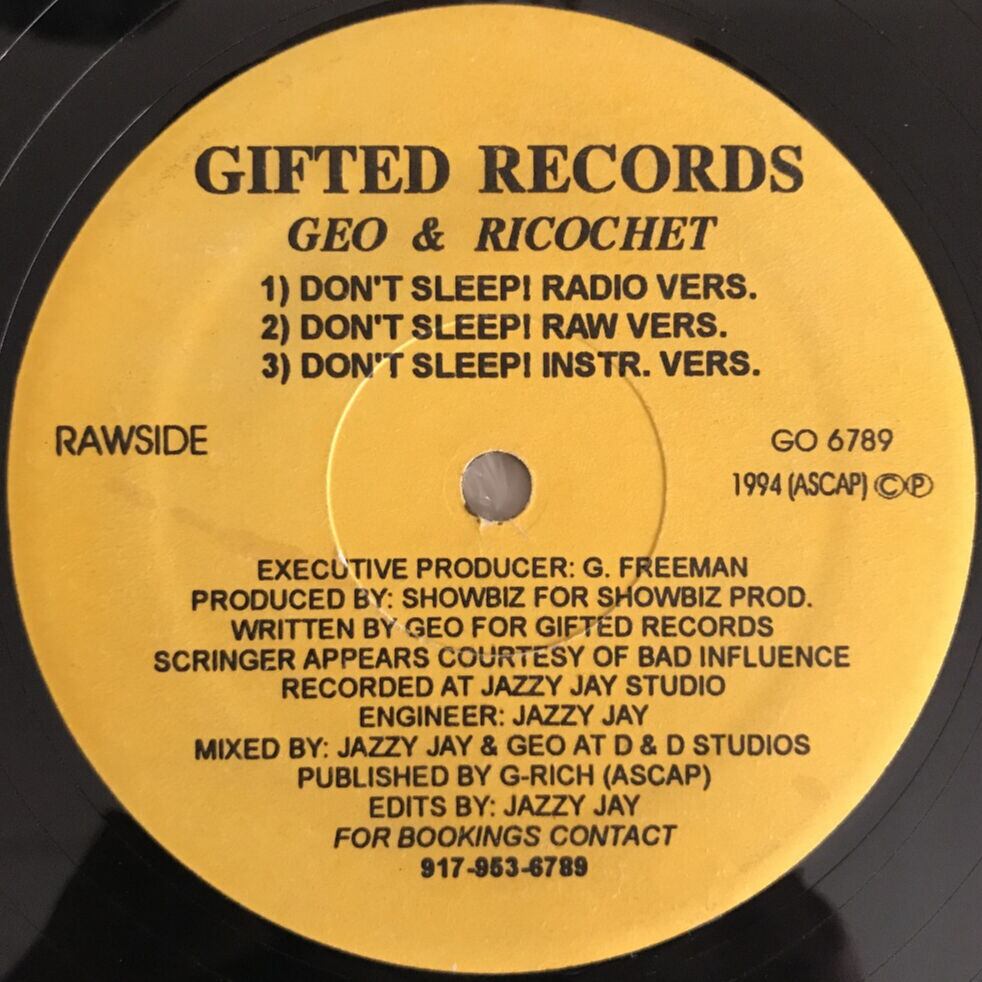 GIFTED RECORDS
GEO & RICOCHET
1) DON'T SLEEP! RADIO VERS.
2) DON'T SLEEP! RAW VERS.
3) DON'T SLEEP! INSTR. VERS.
RAWSIDE
GO 6789
1994 (ASCAP) ©℗
EXECUTIVE PRODUCER: G. FREEMAN
PRODUCED BY: SHOWBIZ FOR SHOWBIZ PROD.
WRITTEN BY GEO FOR GIFTED RECORDS
SCRINGER APPEARS COURTESY OF BAD INFLUENCE
RECORDED AT JAZZY JAY STUDIO
ENGINEER: JAZZY JAY
MIXED BY: JAZZY JAY & GEO AT D & D STUDIOS
PUBLISHED BY G-RICH (ASCAP)
EDITS BY: JAZZY JAY
FOR BOOKINGS CONTACT
917-953-6789